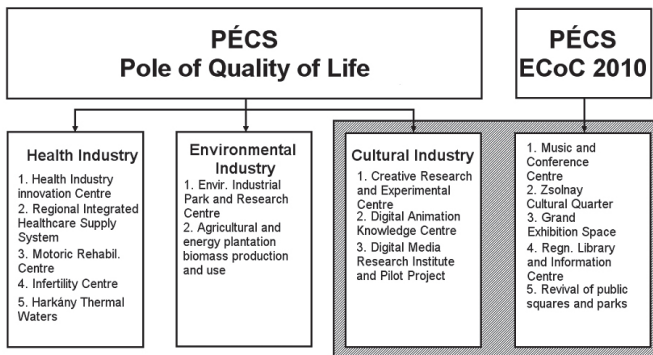 PÉCS
Pole of Quality of Life
PÉCS
ECoC 2010
Health Industry
1. Health Industry
innovation Centre
2. Regional Integrated
Healthcare Supply
System
3. Motoric Rehabil.
Centre
4. Infertility Centre
5. Harkány Thermal
Waters
Environmental
Industry
1. Envir. Industrial
Park and Research
Centre
2. Agricultural and
energy plantation
biomass production
and use
Cultural Industry
1. Creative Research
and Experimental
Centre
2. Digital Animation
Knowledge Centre
3. Digital Media
Research Institute
and Pilot Project
1. Music and
Conference
Centre
2. Zsolnay
Cultural Quarter
3. Grand
Exhibition Space
4. Regn. Library
and Information
Centre
5. Revival of public
squares and parks